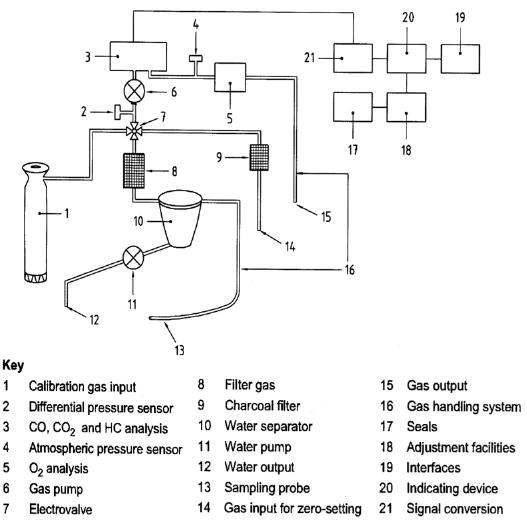 4
20
19
3
21
6
2
7
5
17
18
9
8
1
10
15
14
16
11
12
13
Key
1 Calibration gas input
2 Differential pressure sensor
3 CO, CO₂ and HC analysis
4 Atmospheric pressure sensor
5 O₂ analysis
6 Gas pump
7 Electrovalve
8 Filter gas
9 Charcoal filter
10 Water separator
11 Water pump
12 Water output
13 Sampling probe
14 Gas input for zero-setting
15 Gas output
16 Gas handling system
17 Seals
18 Adjustment facilities
19 Interfaces
20 Indicating device
21 Signal conversion